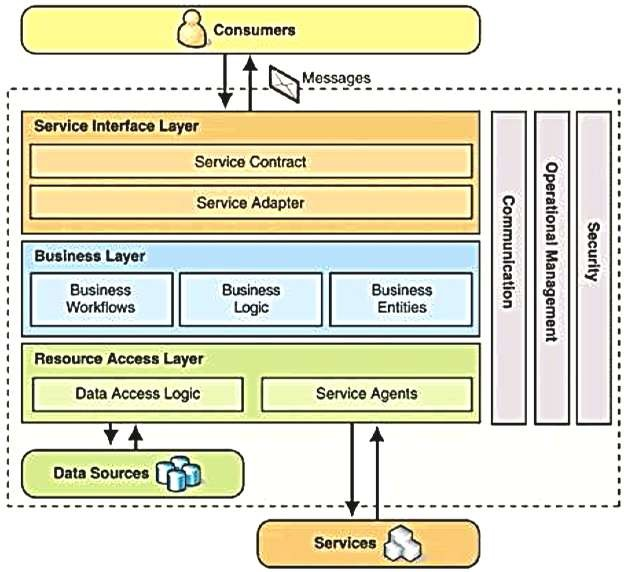 Consumers
Messages
Service Interface Layer
Service Contract
Service Adapter
Business Layer
Business
Workflows
Business
Logic
Business
Entities
Resource Access Layer
Data Access Logic
Service Agents
Data Sources
Services
Communication
Operational Management
Security